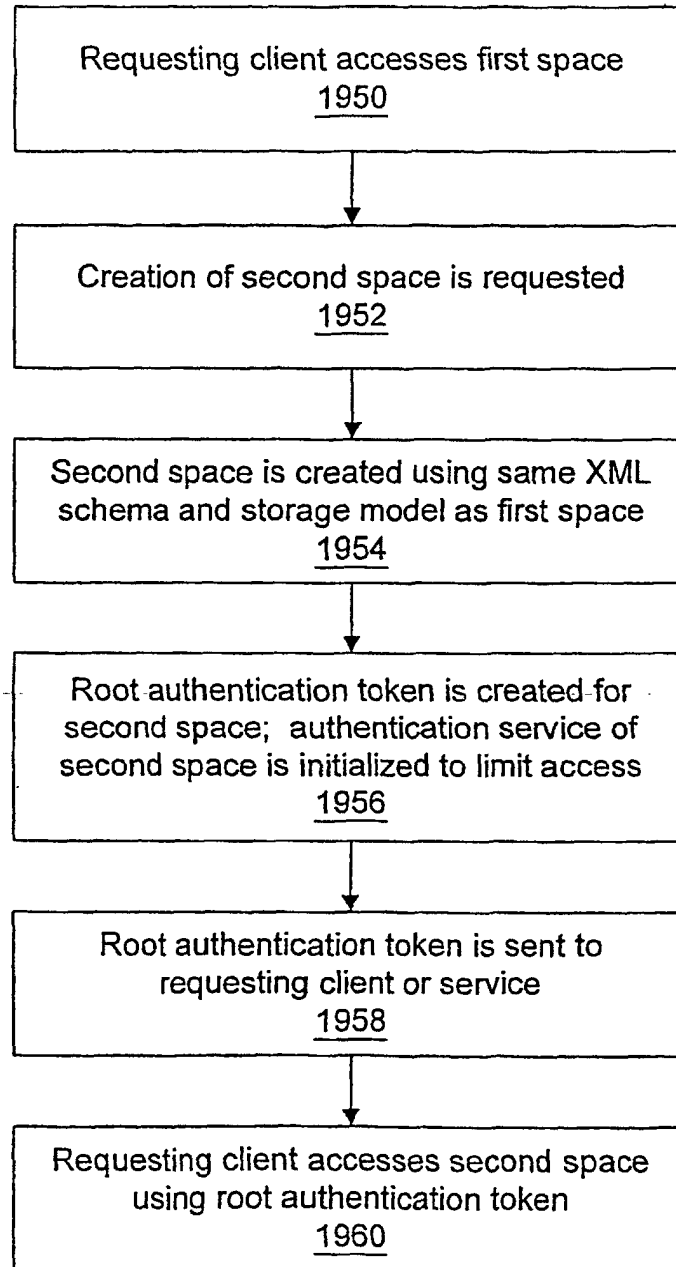 Requesting client accesses first space
1950
Creation of second space is requested
1952
Second space is created using same XML
schema and storage model as first space
1954
Root authentication token is created for
second space; authentication service of
second space is initialized to limit access
1956
Root authentication token is sent to
requesting client or service
1958
Requesting client accesses second space
using root authentication token
1960